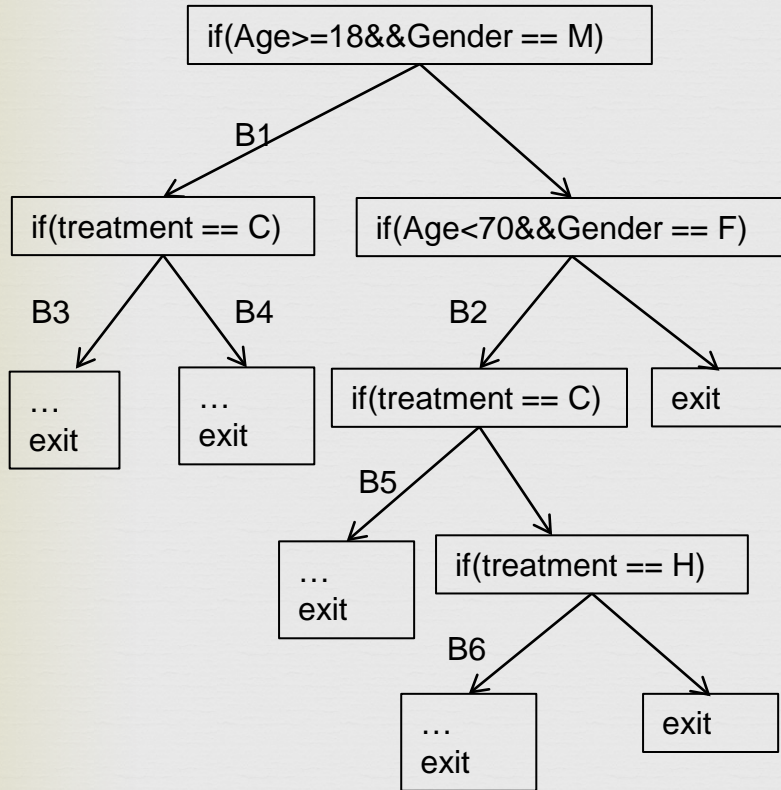 if(Age>=18&&Gender == M)
B1
if(treatment == C)
if(Age<70&&Gender == F)
B3
B4
B2
…
exit
…
exit
if(treatment == C)
exit
B5
…
exit
if(treatment == H)
B6
…
exit
exit